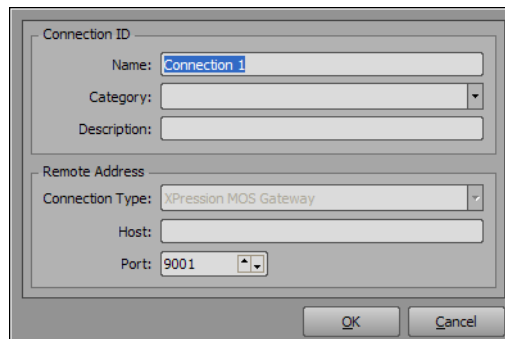 Connection ID
Name: Connection 1
Category:
Description:
Remote Address
Connection Type: XPression MOS Gateway
Host:
Port: 9001
OK Cancel